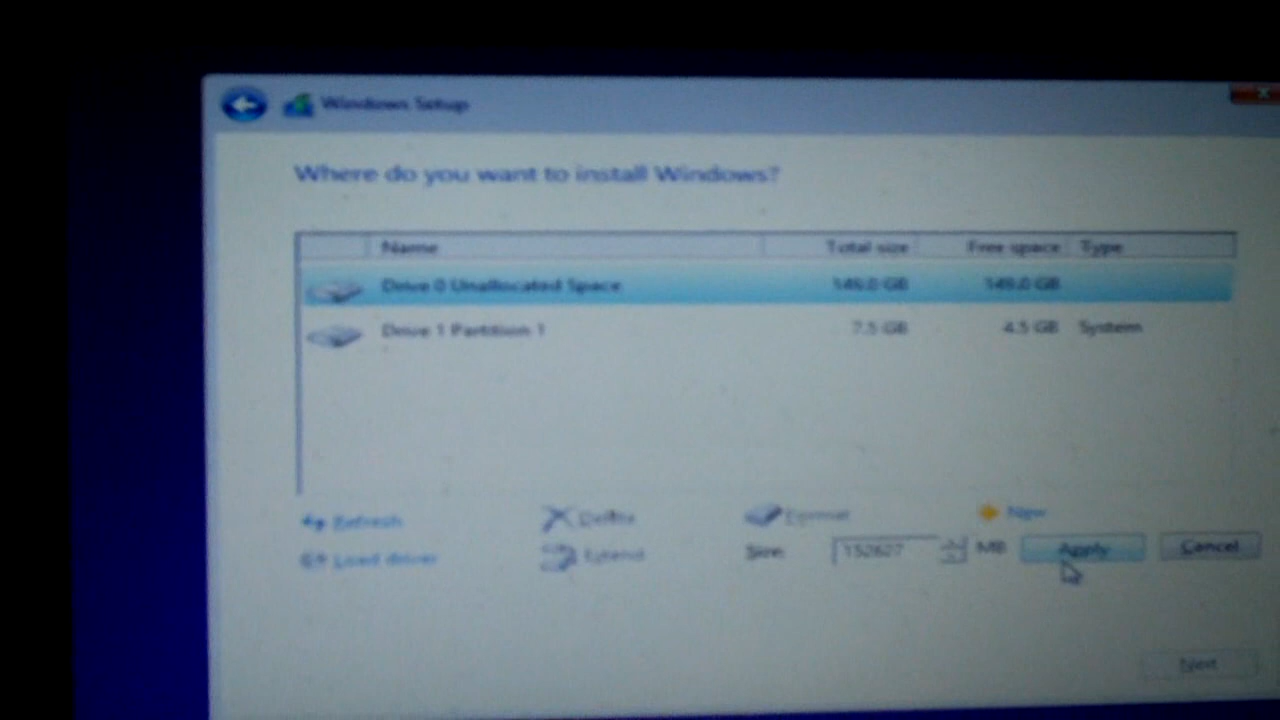 Windows Setup
Where do you want to install Windows?
Name Total size Free space Type
Drive 0 Unallocated Space 149.0 GB 149.0 GB
Drive 1 Partition 1 7.5 GB 4.5 GB System
Refresh Delete Format New
Load driver Extend Size: 152627 MB Apply Cancel
Next